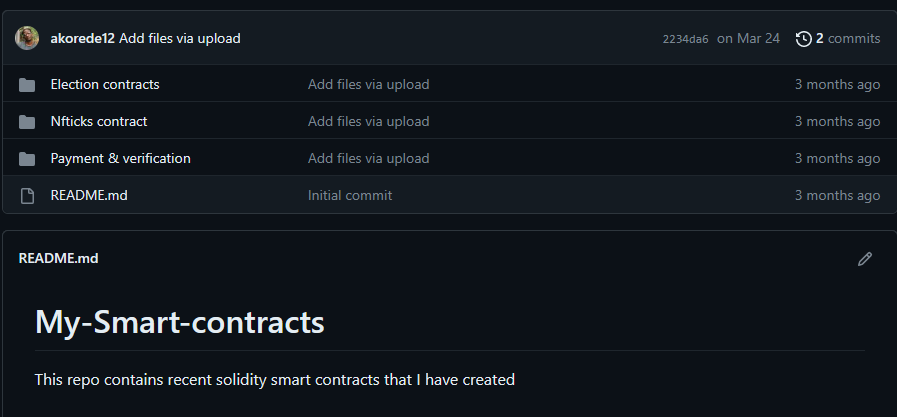 akorede12 Add files via upload 2234da6 on Mar 24 2 commits
Election contracts Add files via upload 3 months ago
Nfticks contract Add files via upload 3 months ago
Payment & verification Add files via upload 3 months ago
README.md Initial commit 3 months ago
README.md
My-Smart-contracts
This repo contains recent solidity smart contracts that I have created